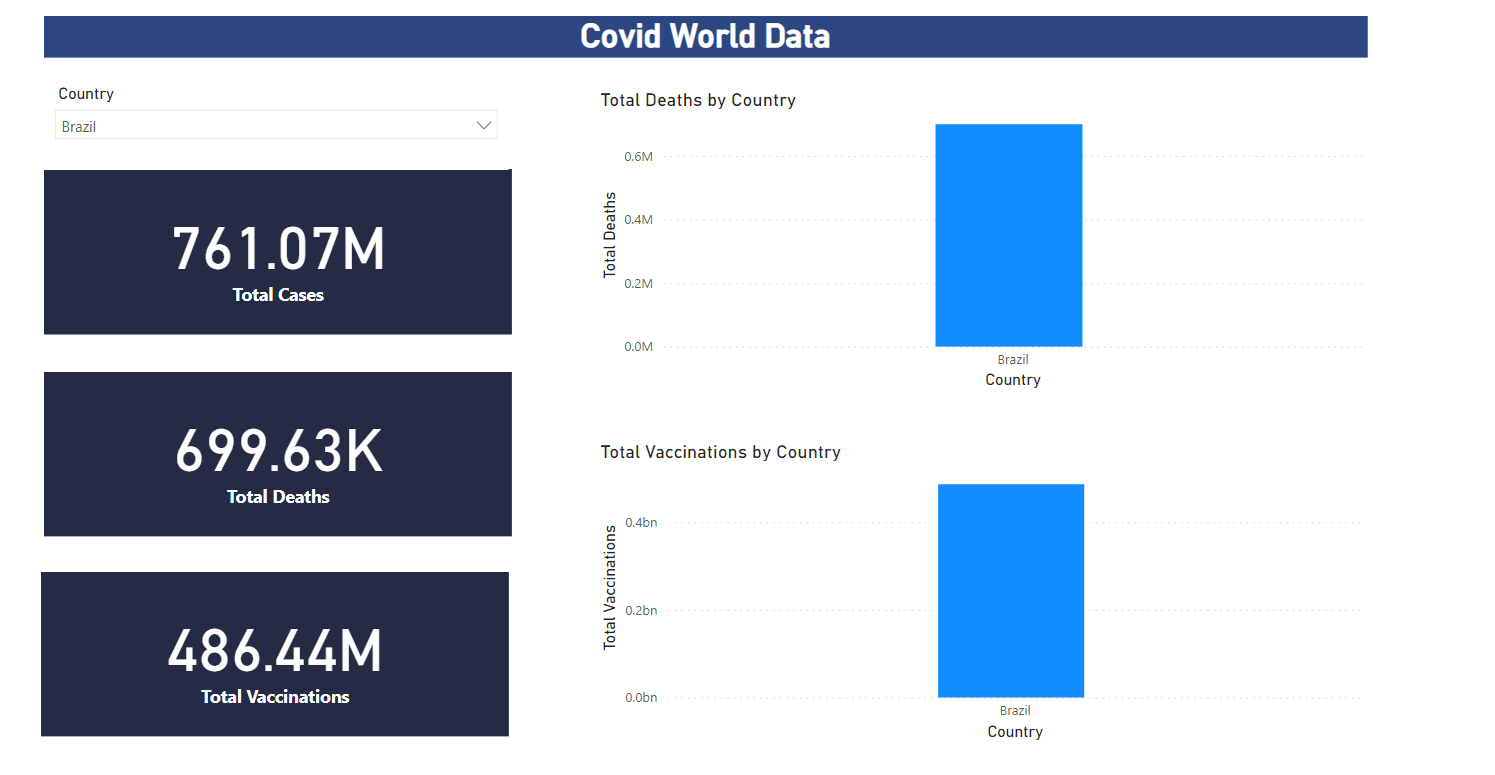 Covid World Data
Country
Brazil
761.07M
Total Cases
699.63K
Total Deaths
486.44M
Total Vaccinations
Total Deaths by Country
Total Deaths
0.6M
0.4M
0.2M
0.0M
Brazil
Country
Total Vaccinations by Country
Total Vaccinations
0.4bn
0.2bn
0.0bn
Brazil
Country